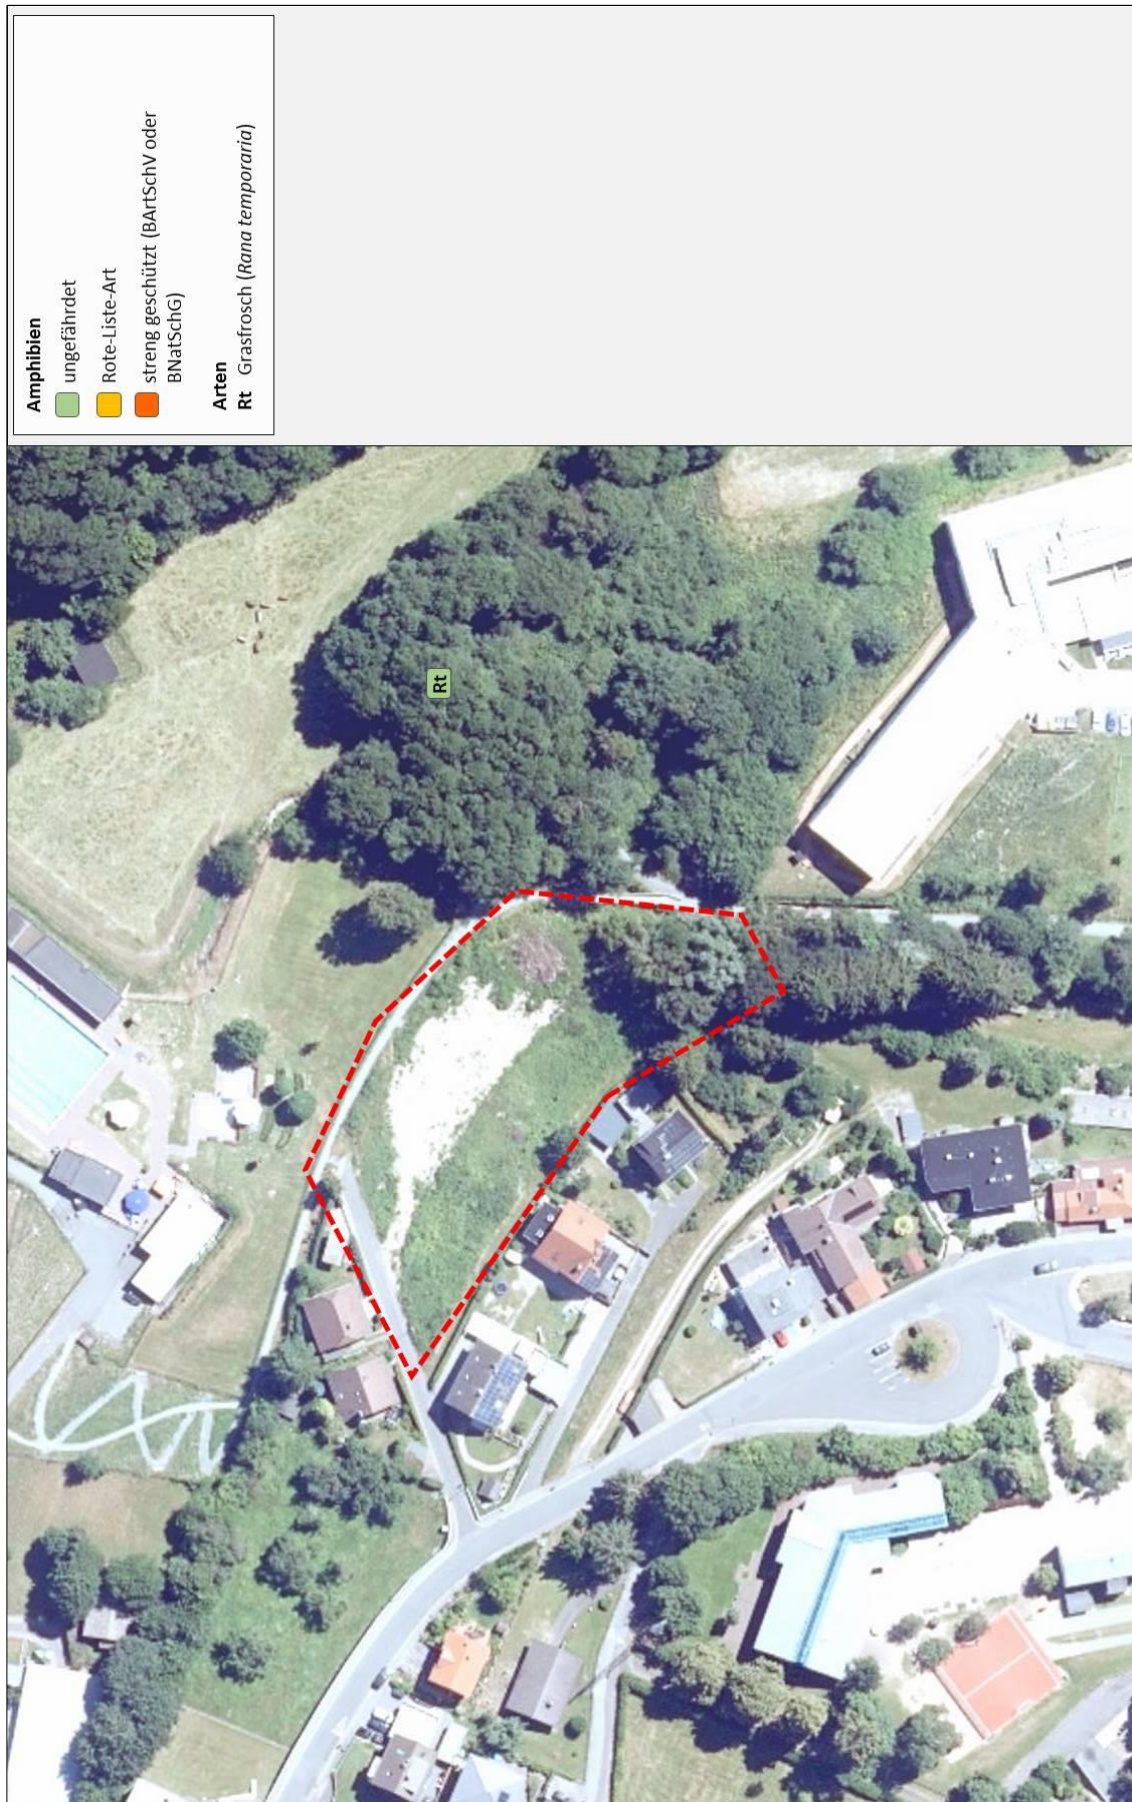 Amphibien
ungefährdet
Rote-Liste-Art
streng geschützt (BArtSchV oder
BNatSchG)
Arten
Rt Grasfrosch (Rana temporaria)
Rt